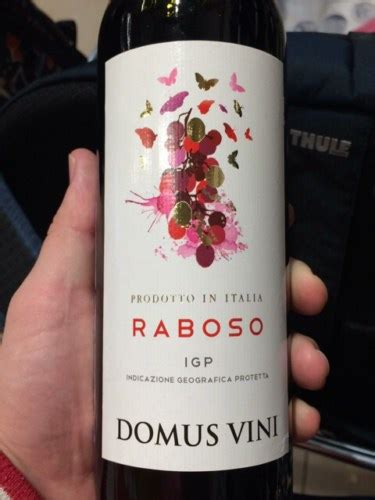 THULE
PRODOTTO IN ITALIA
RABOSO
IGP
INDICAZIONE GEOGRAFICA PROTETTA
DOMUS VINI